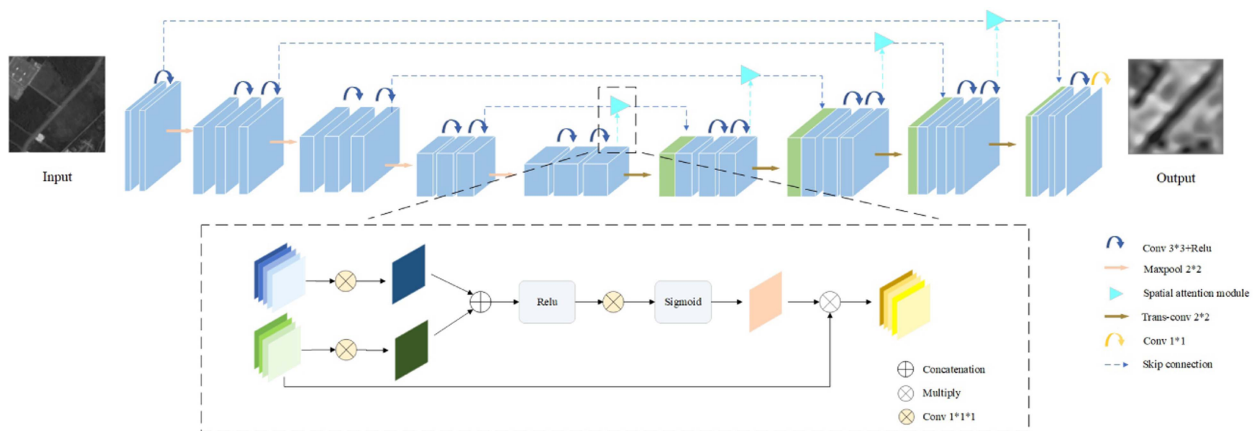 Input
Output
Conv 3*3+Relu
Maxpool 2*2
Spatial attention module
Trans-conv 2*2
Conv 1*1
Skip connection
Relu
Sigmoid
Concatenation
Multiply
Conv 1*1*1